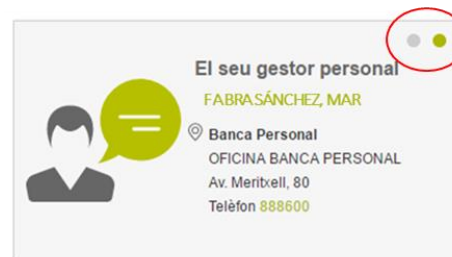 El seu gestor personal
FABRA SÁNCHEZ, MAR
Banca Personal
OFICINA BANCA PERSONAL
Av. Meritxell, 80
Telèfon 888600